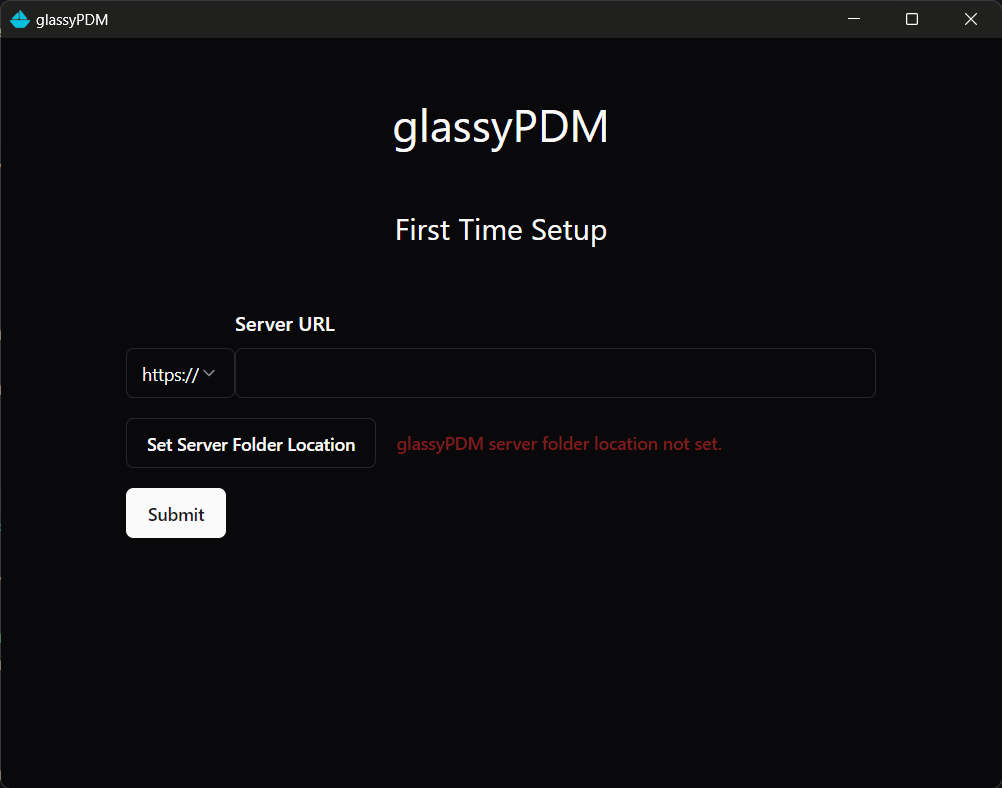 glassyPDM
glassyPDM
First Time Setup
Server URL
https://
Set Server Folder Location
glassyPDM server folder location not set.
Submit